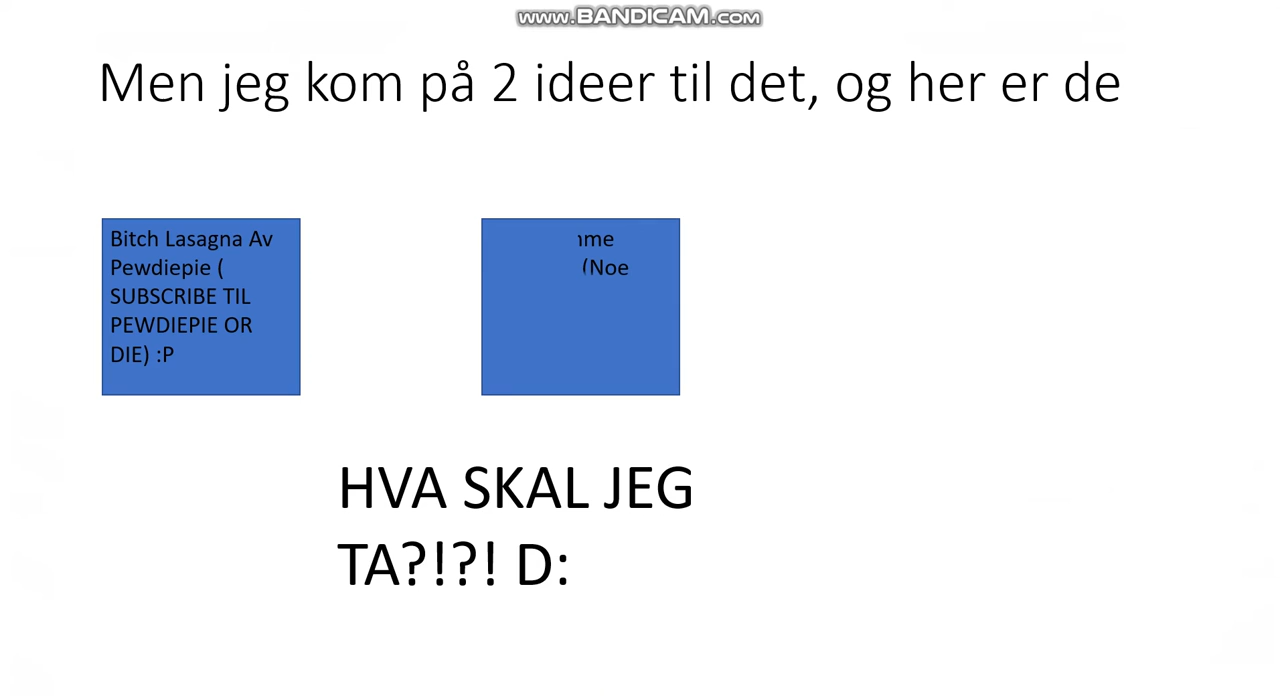 www.BANDICAM.com
Men jeg kom på 2 ideer til det, og her er de
Bitch Lasagna Av
Pewdiepie (
SUBSCRIBE TIL
PEWDIEPIE OR
DIE) :P
(Noe
HVA SKAL JEG
TA?!?! D: